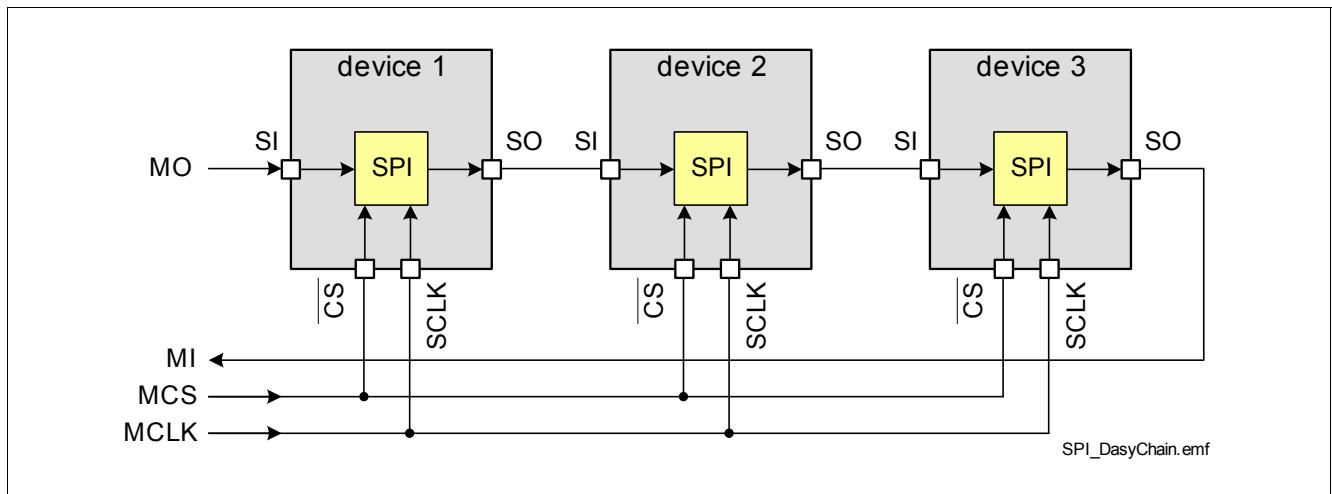 device 1
device 2
device 3
MO
SI
SPI
SO
SI
SPI
SO
SI
SPI
SO
CS
SCLK
CS
SCLK
CS
SCLK
MI
MCS
MCLK
SPI_DasyChain.emf